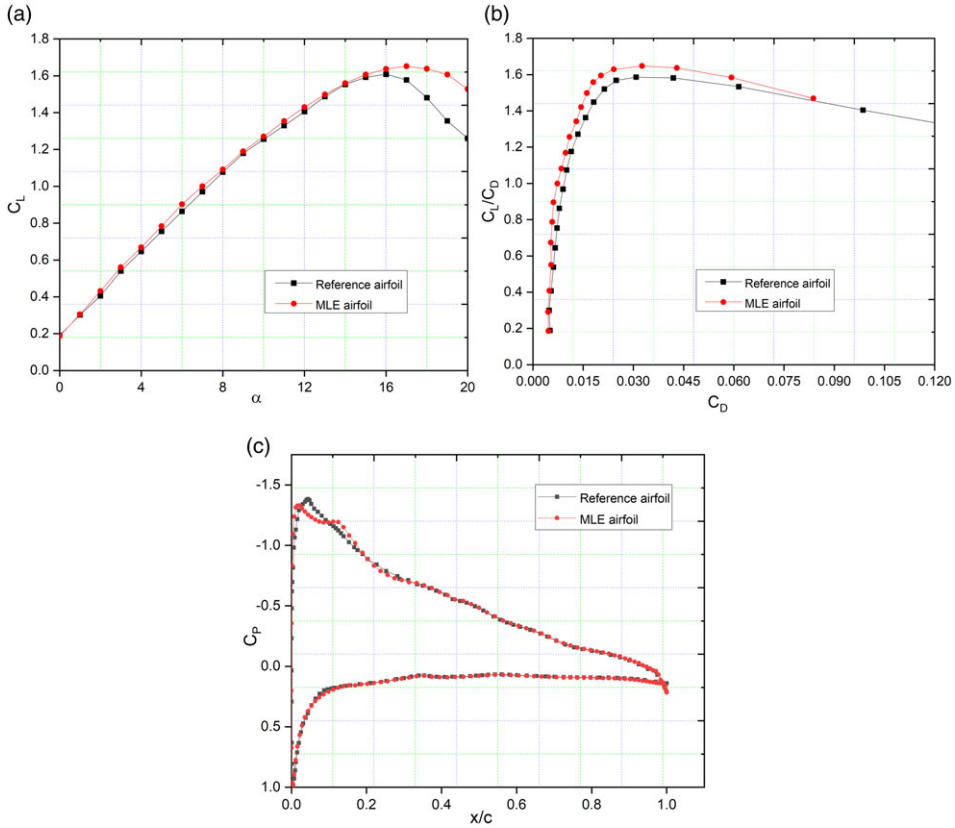 (a)
1.8
1.6
1.4
1.2
1.0
0.8
0.6
0.4
0.2
0.0
C_L
Reference airfoil
MLE airfoil
0 4 8 12 16 20
α
(b)
1.8
1.6
1.4
1.2
1.0
0.8
0.6
0.4
0.2
0.0
C_L/C_D
Reference airfoil
MLE airfoil
0.000 0.015 0.030 0.045 0.060 0.075 0.090 0.105 0.120
C_D
(c)
-1.5
-1.0
-0.5
0.0
0.5
1.0
C_P
Reference airfoil
MLE airfoil
0.0 0.2 0.4 0.6 0.8 1.0
x/c